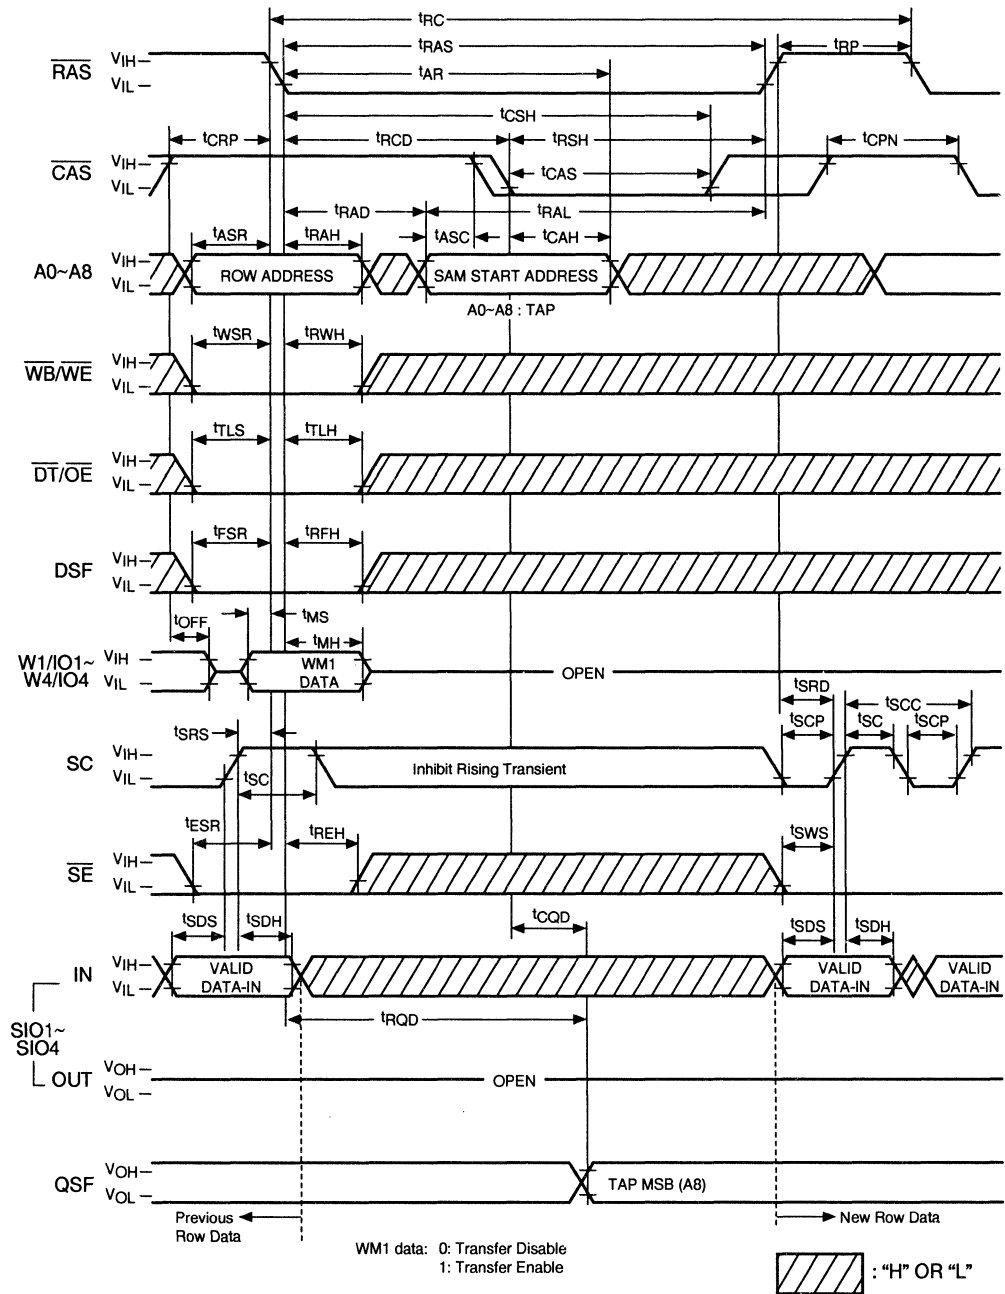 tRC
tRAS
tRP
RAS
VIH
VIL
tAR
tCSH
tCRP
tRCD
tRSH
tCPN
CAS
VIH
VIL
tCAS
tRAD
tRAL
tASR
tRAH
tASC
tCAH
A0~A8
VIH
VIL
ROW ADDRESS
SAM START ADDRESS
A0~A8 : TAP
tWSR
tRWH
WB/WE
VIH
VIL
tTLS
tTLH
DT/OE
VIH
VIL
tFSR
tRFH
DSF
VIH
VIL
tOFF
tMS
tMH
W1/IO1~
W4/IO4
VIH
VIL
WM1
DATA
OPEN
tSRD
tSCC
tSRS
tSCP
tSC
tSCP
SC
VIH
VIL
tSC
Inhibit Rising Transient
tESR
tREH
tSWS
SE
VIH
VIL
tCQD
tSDS
tSDH
tSDS
tSDH
IN
VIH
VIL
VALID
DATA-IN
VALID
DATA-IN
VALID
DATA-IN
tRQD
SIO1~
SIO4
OUT
VOH
VOL
OPEN
QSF
VOH
VOL
TAP MSB (A8)
Previous
Row Data
New Row Data
WM1 data: 0: Transfer Disable
1: Transfer Enable
: "H" OR "L"